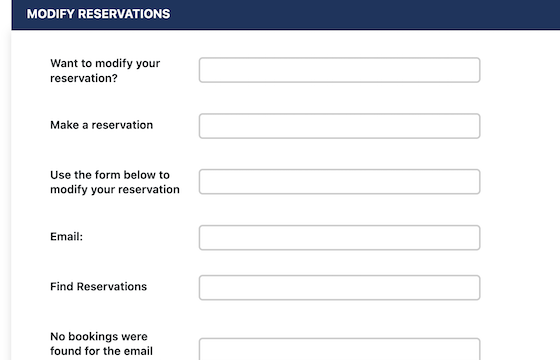 MODIFY RESERVATIONS
Want to modify your
reservation?
Make a reservation
Use the form below to
modify your reservation
Email:
Find Reservations
No bookings were
found for the email